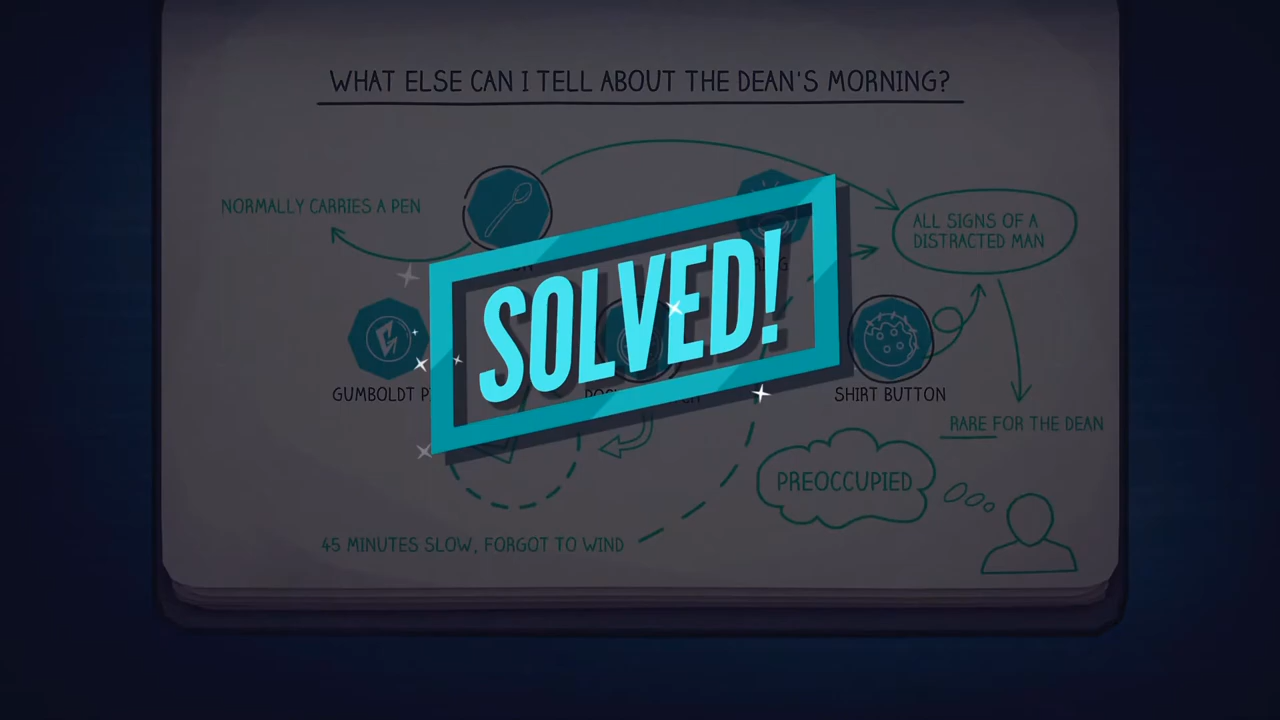 WHAT ELSE CAN I TELL ABOUT THE DEAN'S MORNING?
NORMALLY CARRIES A PEN
ALL SIGNS OF A
DISTRACTED MAN
SOLVED!
GUMBOLDT
SHIRT BUTTON
RARE FOR THE DEAN
PREOCCUPIED
45 MINUTES SLOW, FORGOT TO WIND